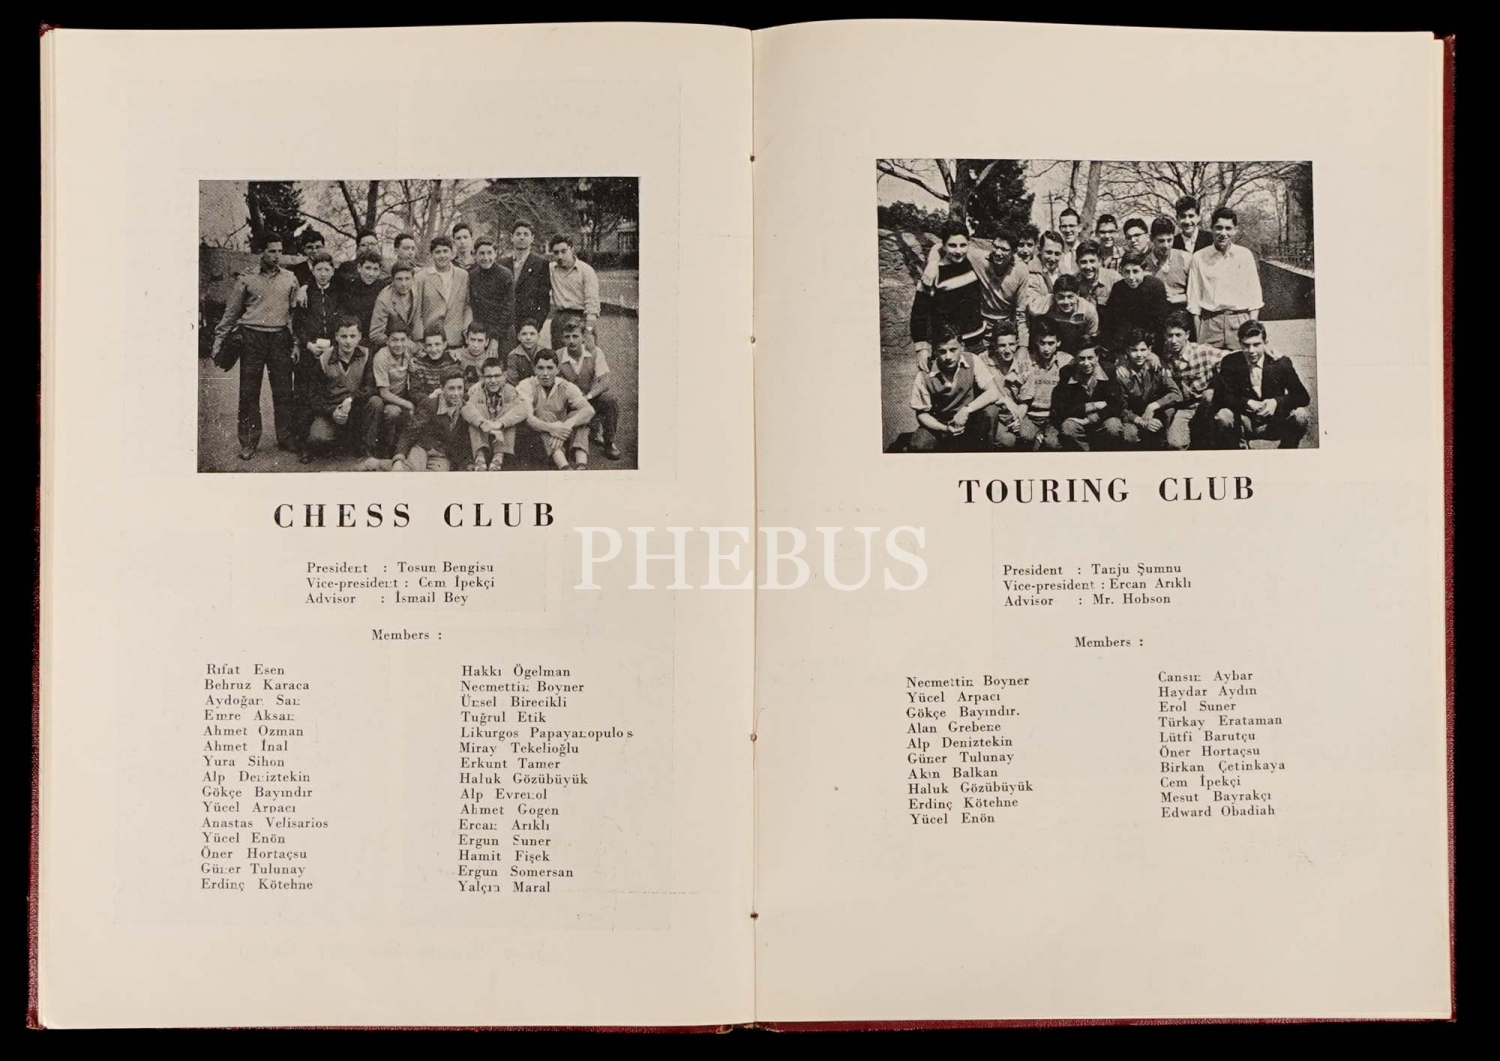 CHESS CLUB
President : Tosun Bengisu
Vice-president : Cem İpekçi
Advisor : İsmail Bey
Members :
Rıfat Esen
Behruz Karaca
Aydoğan San
Emre Aksan
Ahmet Ozman
Ahmet İnal
Yura Sihon
Alp Deniztekin
Gökçe Bayındır
Yücel Arpacı
Anastas Velisarios
Yücel Enön
Öner Hortaçsu
Güner Tulunay
Erdinç Kötehne
Hakkı Ögelman
Necmettin Boyner
Ünsel Birecikli
Tuğrul Etik
Likurgos Papayanopulos
Miray Tekelioğlu
Erkunt Tamer
Haluk Gözübüyük
Alp Evrenol
Ahmet Gogen
Ercan Arıklı
Ergun Suner
Hamit Fişek
Ergun Somersan
Yalçın Maral
PHEBUS
TOURING CLUB
President : Tanju Şumnu
Vice-president : Ercan Arıklı
Advisor : Mr. Hobson
Members :
Necmettin Boyner
Yücel Arpacı
Gökçe Bayındır.
Alan Grebene
Alp Deniztekin
Güner Tulunay
Akın Balkan
Haluk Gözübüyük
Erdinç Kötehne
Yücel Enön
Cansın Aybar
Haydar Aydın
Erol Suner
Türkay Erataman
Lütfi Barutçu
Öner Hortaçsu
Birkan Çetinkaya
Cem İpekçi
Mesut Bayrakçı
Edward Obadiah